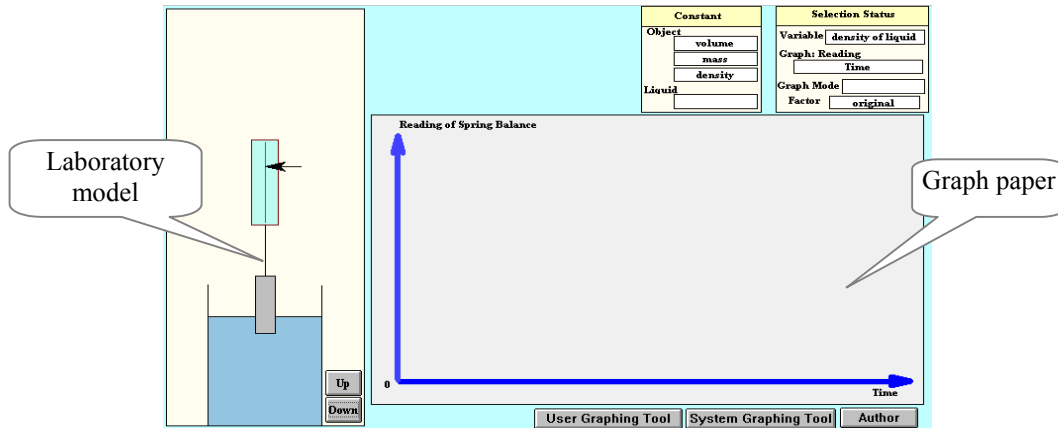 Laboratory
model
Up
Down
Constant
Object
volume
mass
density
Liquid
Selection Status
Variable density of liquid
Graph: Reading
Time
Graph Mode
Factor original
Reading of Spring Balance
0
Time
Graph paper
User Graphing Tool System Graphing Tool Author